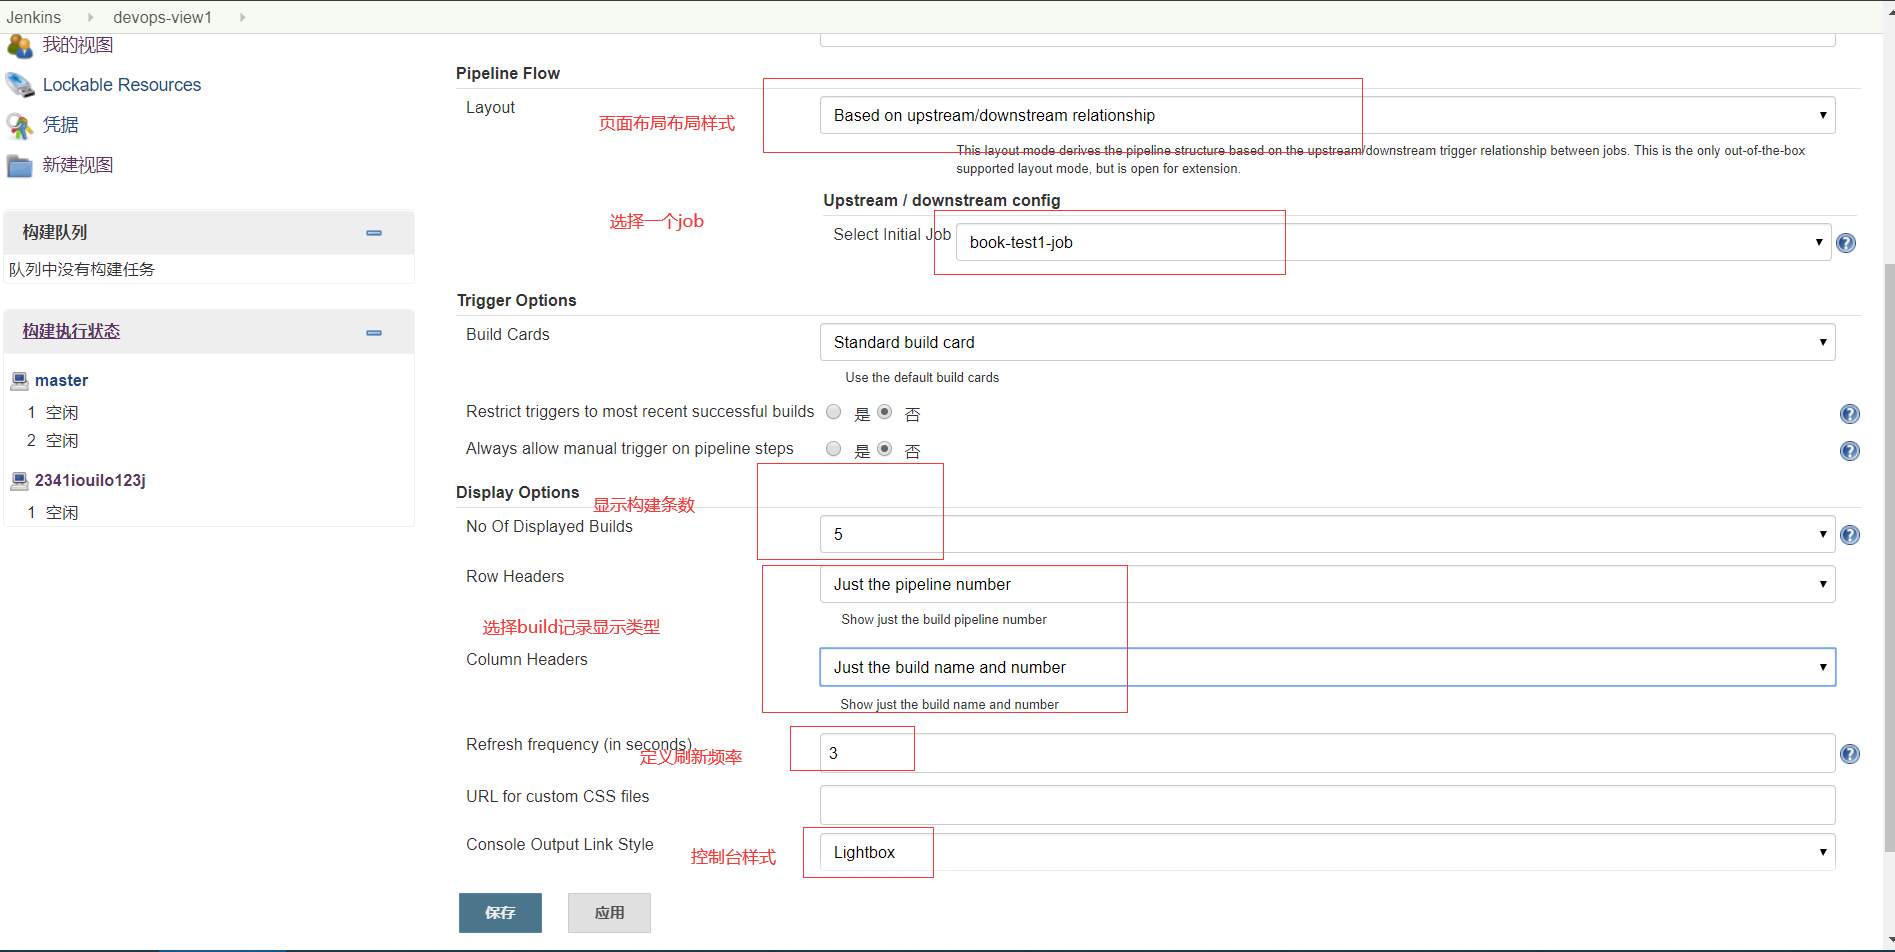 Jenkins devops-view1
我的视图
Lockable Resources
凭据
新建视图
构建队列
队列中没有构建任务
构建执行状态
master
1 空闲
2 空闲
2341iouilo123j
1 空闲
Pipeline Flow
Layout
页面布局布局样式
Based on upstream/downstream relationship
This layout mode derives the pipeline structure based on the upstream/downstream trigger relationship between jobs. This is the only out-of-the-box
supported layout mode, but is open for extension.
Upstream / downstream config
选择一个job
Select Initial Job
book-test1-job
Trigger Options
Build Cards
Standard build card
Use the default build cards
Restrict triggers to most recent successful builds 是 否
Always allow manual trigger on pipeline steps 是 否
Display Options
显示构建条数
No Of Displayed Builds
5
Row Headers
Just the pipeline number
Show just the build pipeline number
选择build记录显示类型
Column Headers
Just the build name and number
Show just the build name and number
Refresh frequency (in seconds)
定义刷新频率
3
URL for custom CSS files
Console Output Link Style
控制台样式
Lightbox
保存 应用